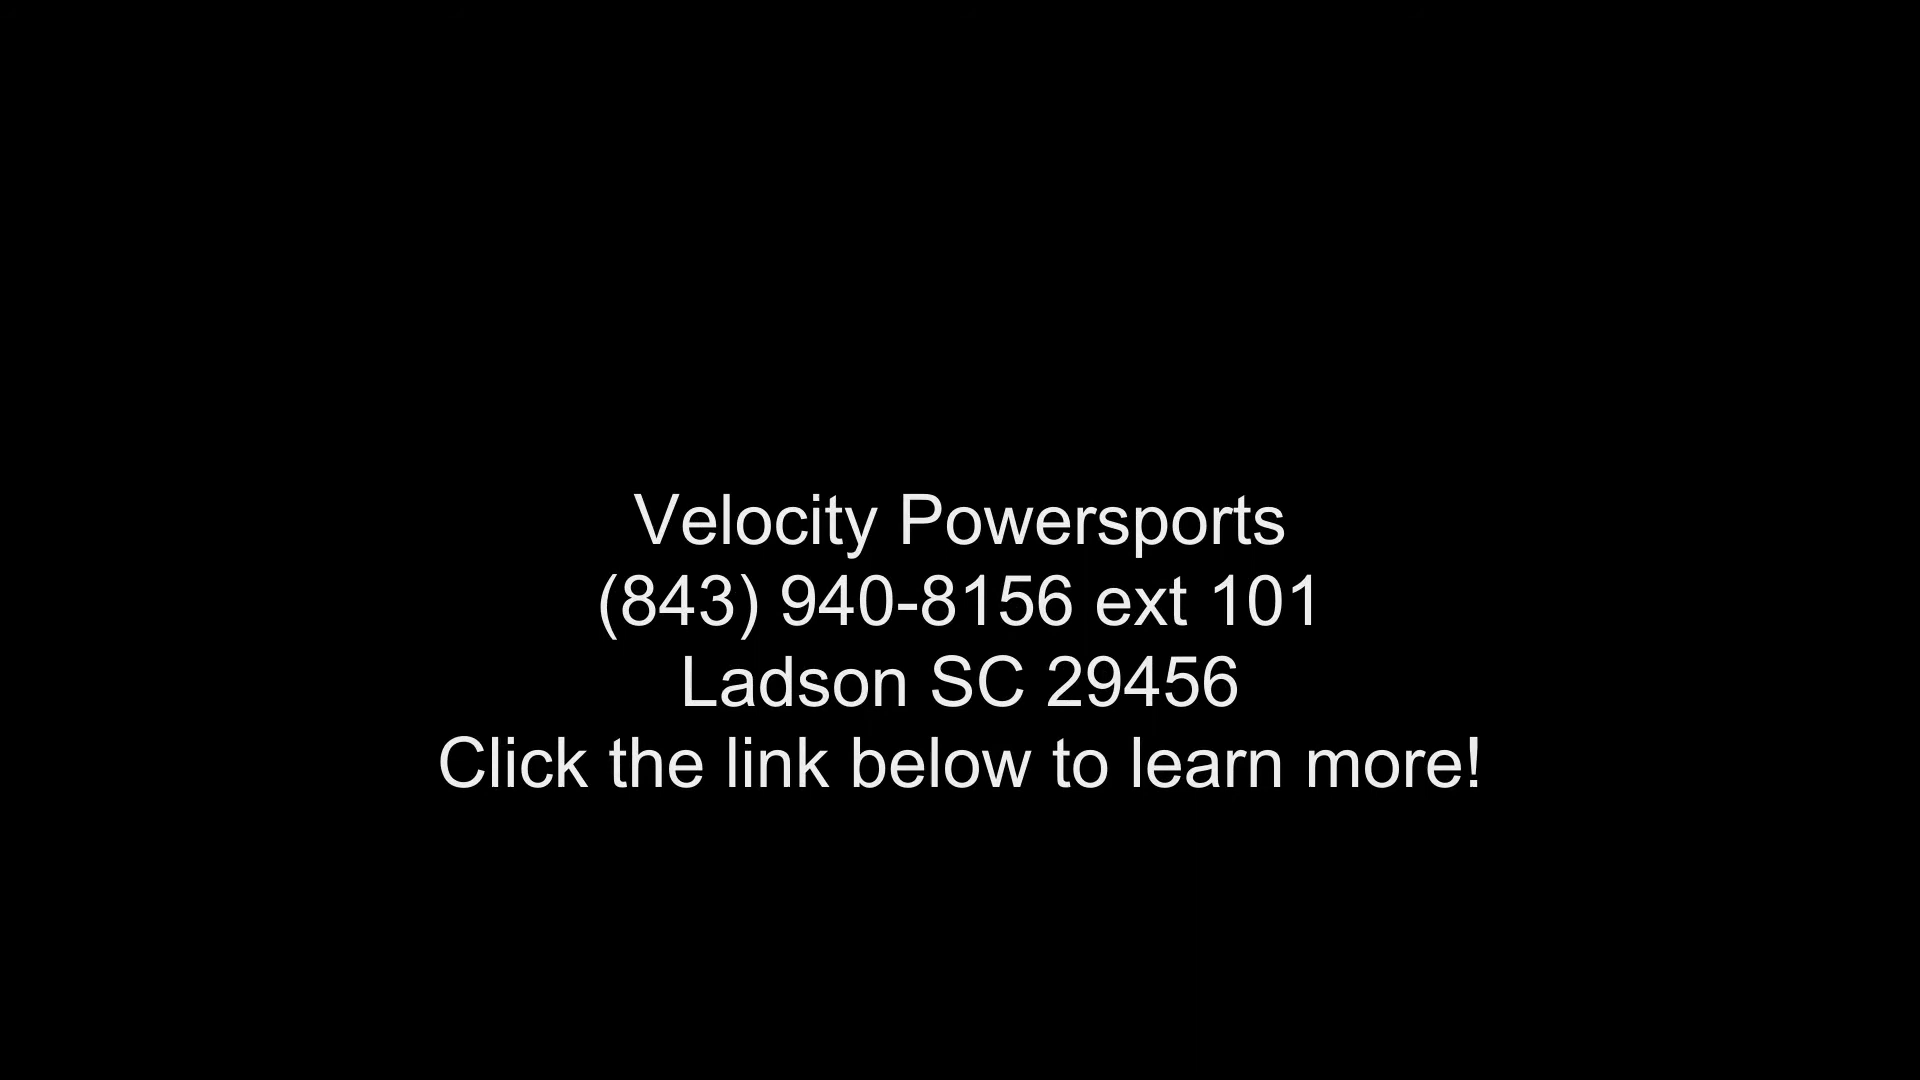 Velocity Powersports
(843) 940-8156 ext 101
Ladson SC 29456
Click the link below to learn more!